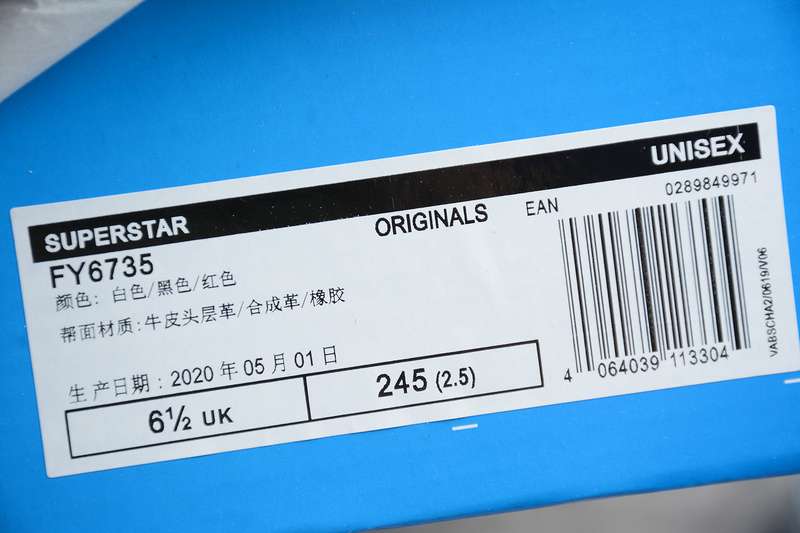 SUPERSTAR
UNISEX
FY6735
ORIGINALS
EAN
0289849971
颜色: 白色/黑色/红色
帮面材质:牛皮头层革/合成革/橡胶
生产日期: 2020 年 05 月 01 日
6½ UK
245 (2.5)
4 064039 113304
VABSCHA2/0619/V06